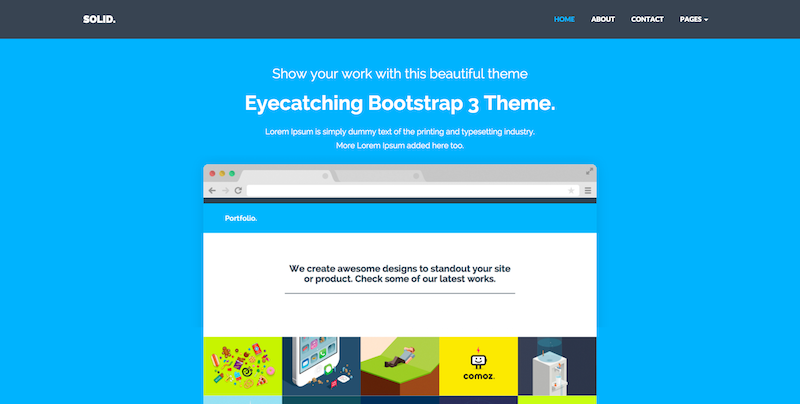 SOLID.
HOME ABOUT CONTACT PAGES
Show your work with this beautiful theme
Eyecatching Bootstrap 3 Theme.
Lorem Ipsum is simply dummy text of the printing and typesetting industry.
More Lorem Ipsum added here too.
Portfolio.
We create awesome designs to standout your site
or product. Check some of our latest works.
comoz.